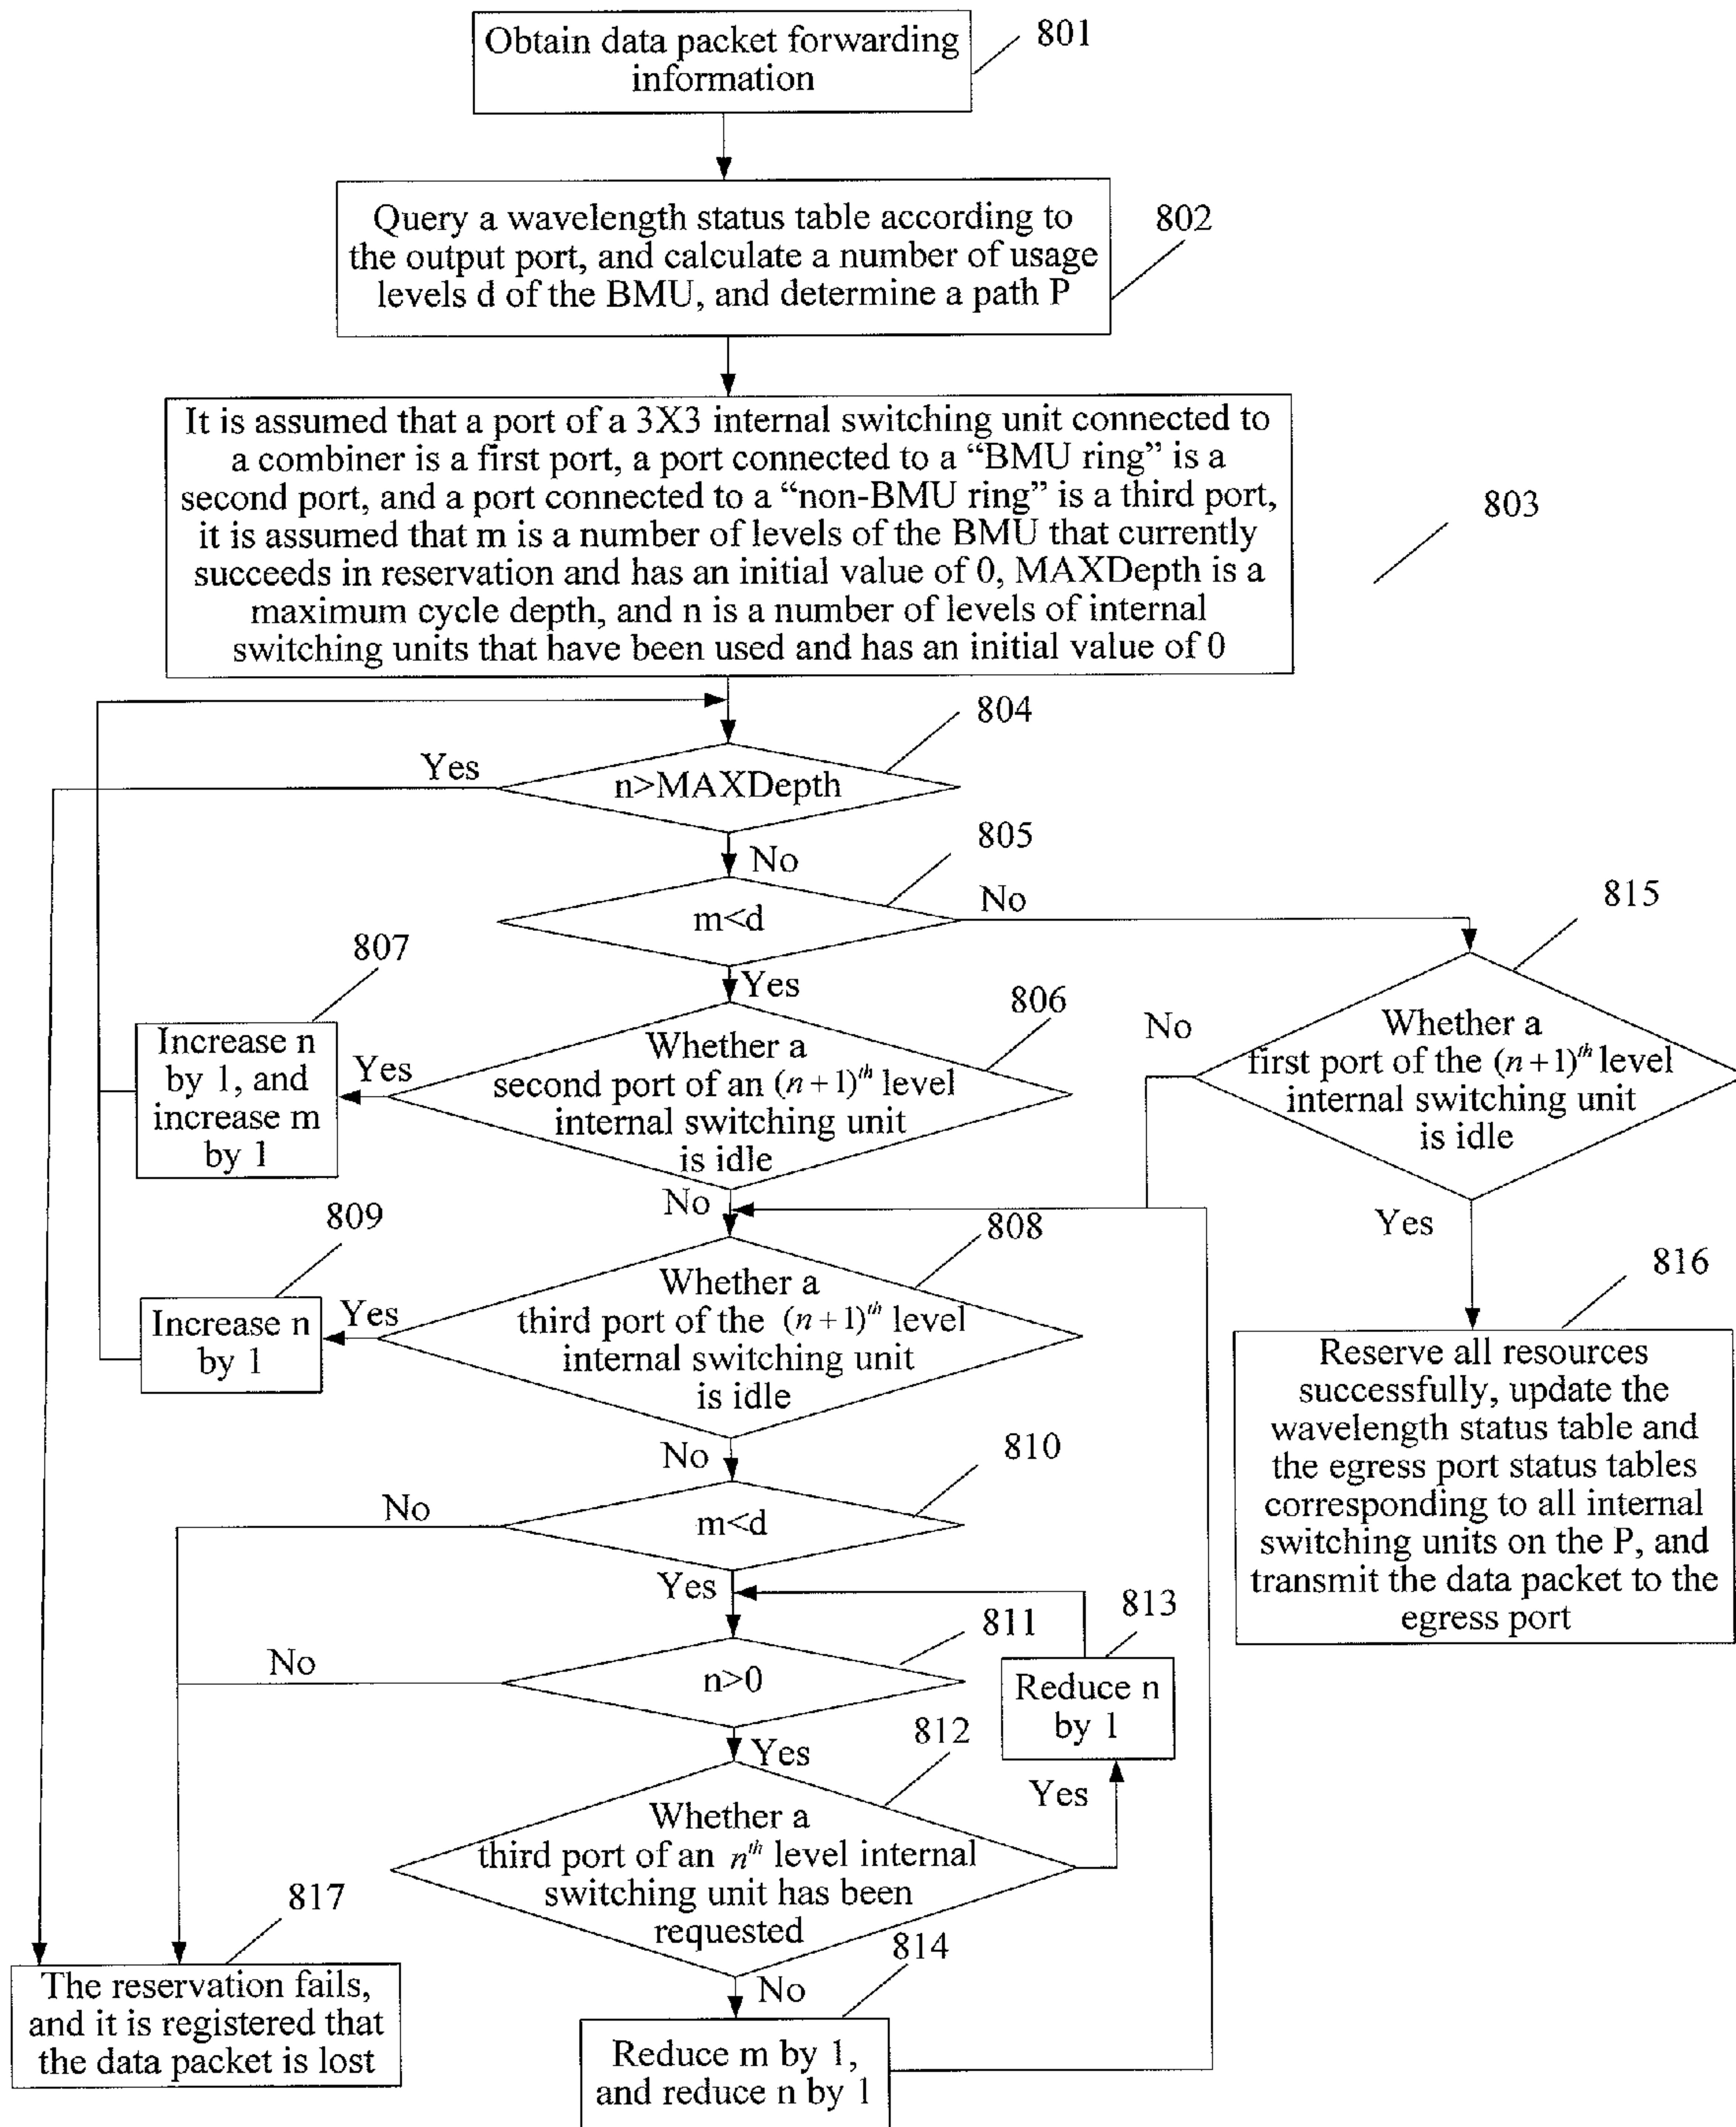 Obtain data packet forwarding
information
801
Query a wavelength status table according to
the output port, and calculate a number of usage
levels d of the BMU, and determine a path P
802
It is assumed that a port of a 3X3 internal switching unit connected to
a combiner is a first port, a port connected to a “BMU ring” is a
second port, and a port connected to a “non-BMU ring” is a third port,
it is assumed that m is a number of levels of the BMU that currently
succeeds in reservation and has an initial value of 0, MAXDepth is a
maximum cycle depth, and n is a number of levels of internal
switching units that have been used and has an initial value of 0
803
804
Yes
n>MAXDepth
No
805
m<d
No
Yes
815
Whether a
first port of the (n+1)th level
internal switching unit
is idle
No
Yes
807
Increase n
by 1, and
increase m
by 1
Yes
806
Whether a
second port of an (n+1)th level
internal switching unit
is idle
No
809
Increase n
by 1
Yes
808
Whether a
third port of the (n+1)th level
internal switching unit
is idle
No
816
Reserve all resources
successfully, update the
wavelength status table and
the egress port status tables
corresponding to all internal
switching units on the P, and
transmit the data packet to the
egress port
810
No
m<d
Yes
811
No
n>0
Yes
813
Reduce n
by 1
Yes
812
Whether a
third port of an nth level internal
switching unit has been
requested
No
814
Reduce m by 1,
and reduce n by 1
817
The reservation fails,
and it is registered that
the data packet is lost